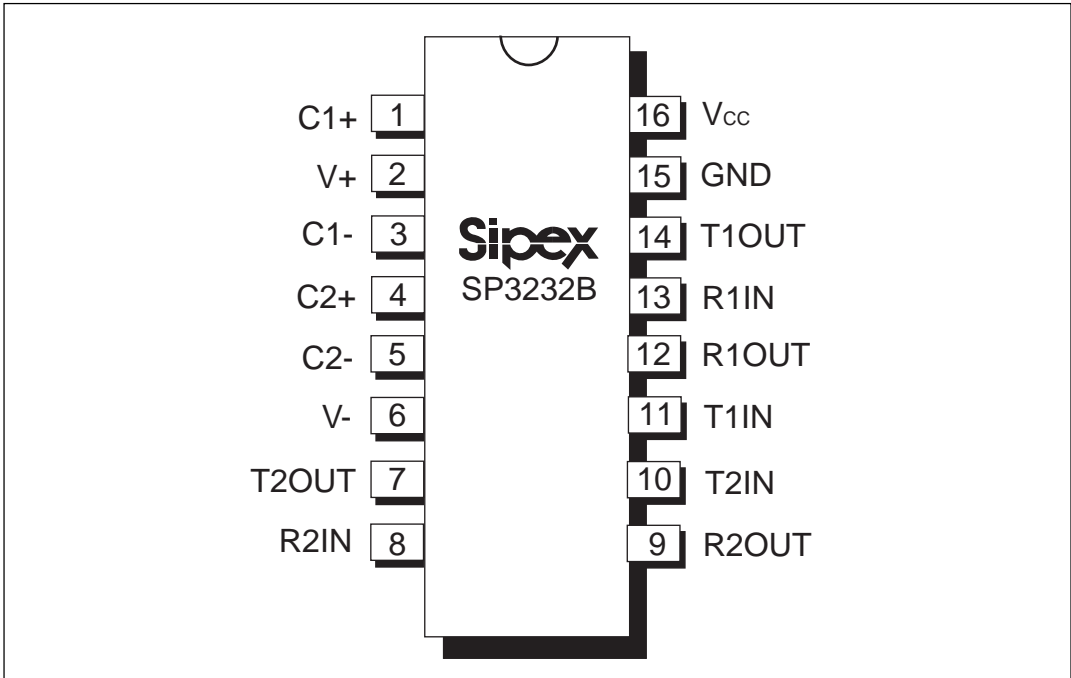 C1+ 1
V+ 2
C1- 3
C2+ 4
C2- 5
V- 6
T2OUT 7
R2IN 8
Sipex
SP3232B
16 Vcc
15 GND
14 T1OUT
13 R1IN
12 R1OUT
11 T1IN
10 T2IN
9 R2OUT